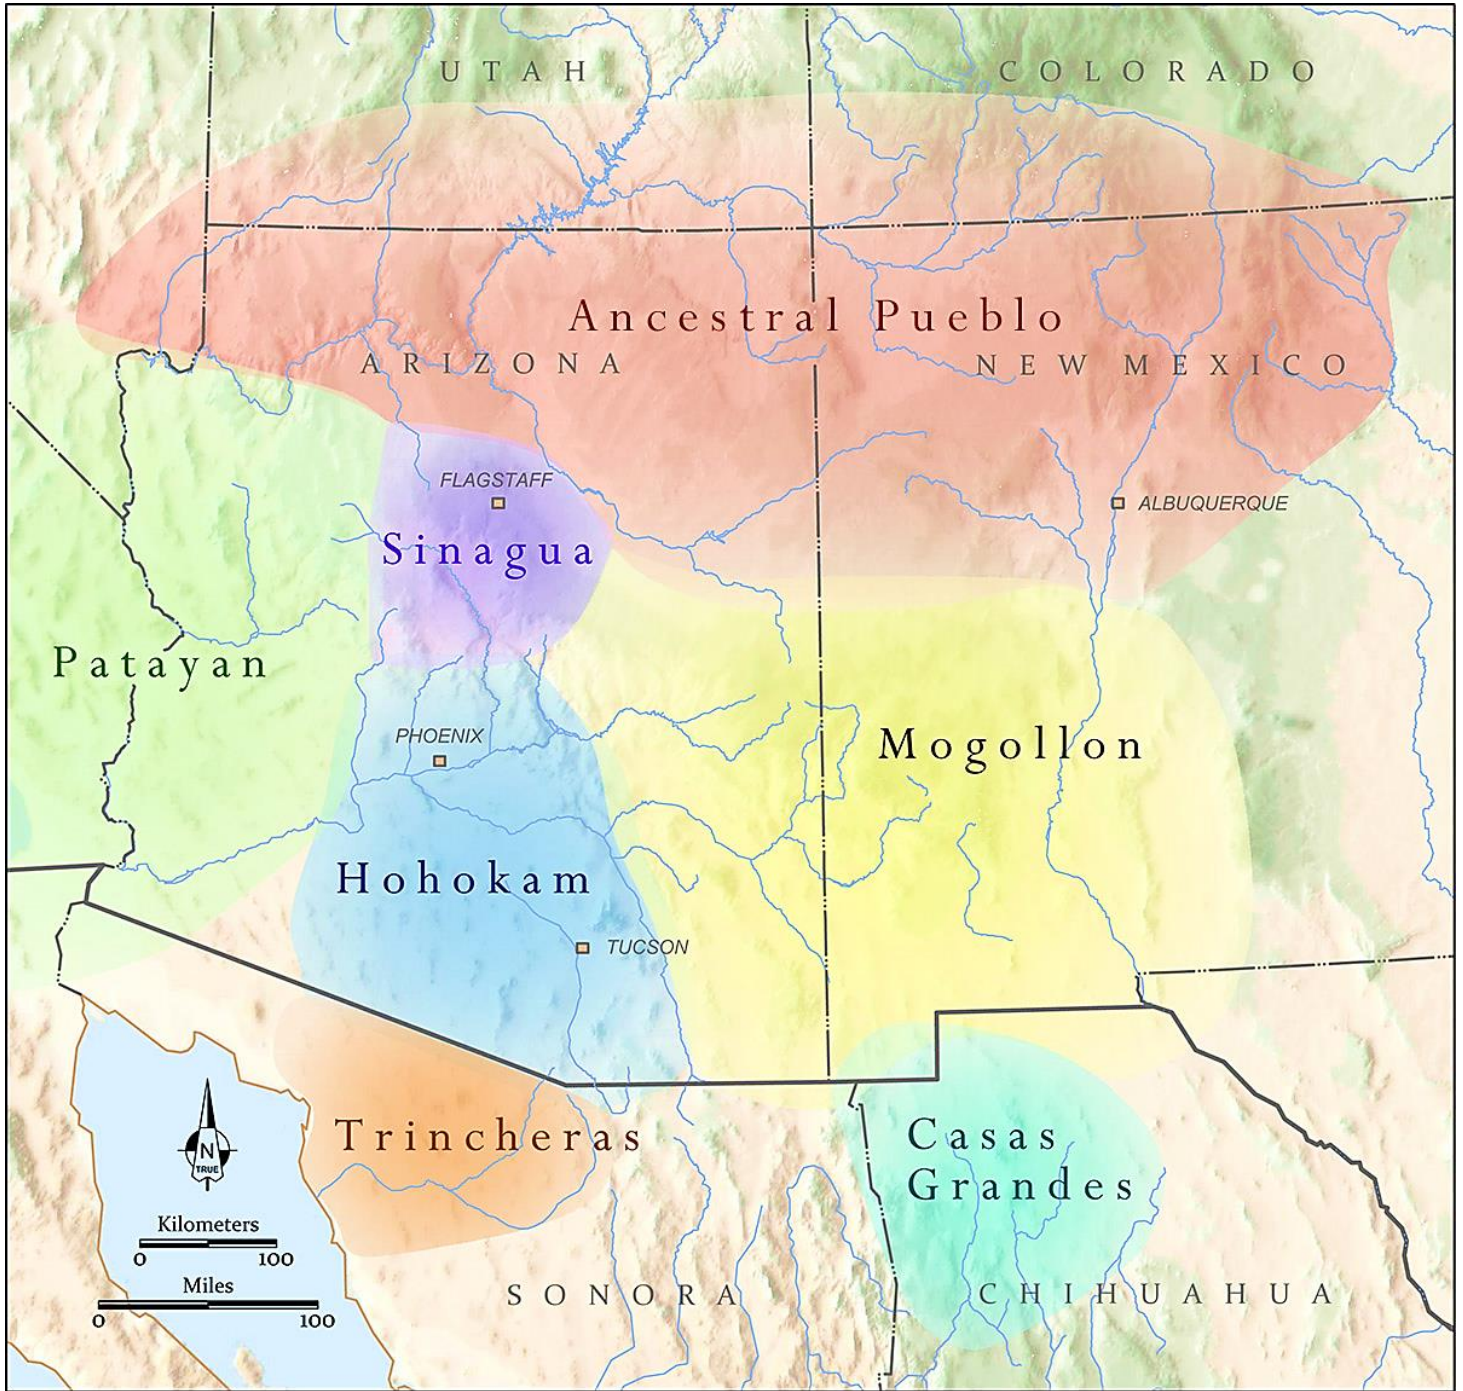 UTAH
COLORADO
Ancestral Pueblo
ARIZONA
NEW MEXICO
FLAGSTAFF
ALBUQUERQUE
Sinagua
Patayan
PHOENIX
Mogollon
Hohokam
TUCSON
Trincheras
Casas
Grandes
N
TRUE
Kilometers
0 100
Miles
0 100
SONORA
CHIHUAHUA